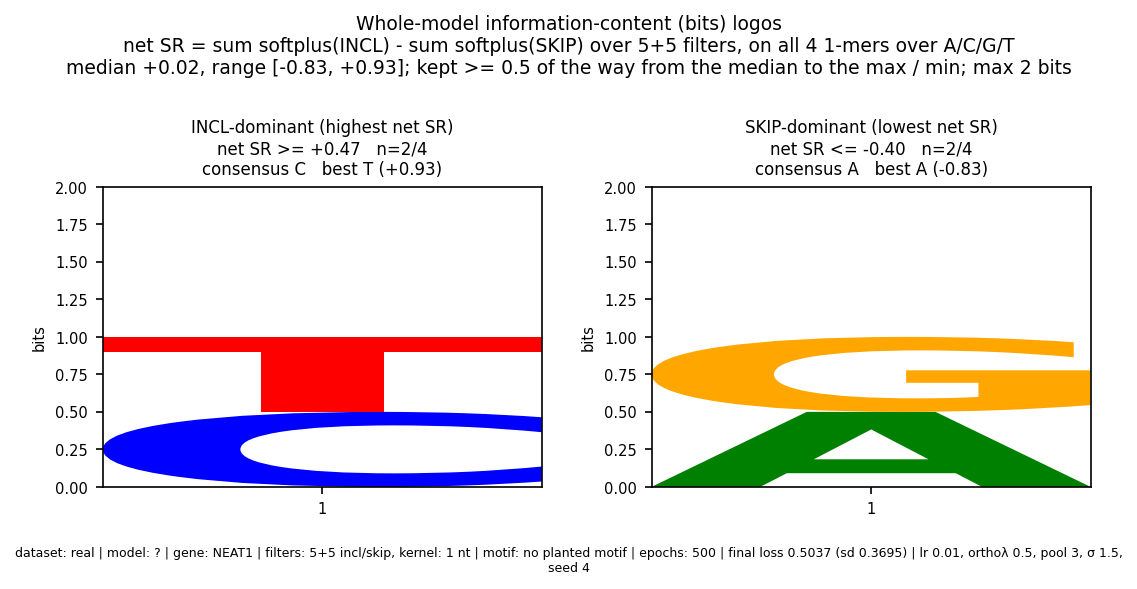 Whole-model information-content (bits) logos
net SR = sum softplus(INCL) - sum softplus(SKIP) over 5+5 filters, on all 4 1-mers over A/C/G/T
median +0.02, range [-0.83, +0.93]; kept >= 0.5 of the way from the median to the max / min; max 2 bits
INCL-dominant (highest net SR)
net SR >= +0.47 n=2/4
consensus C best T (+0.93)
2.00
1.75
1.50
1.25
1.00
0.75
0.50
0.25
0.00
bits
T
C
1
SKIP-dominant (lowest net SR)
net SR <= -0.40 n=2/4
consensus A best A (-0.83)
2.00
1.75
1.50
1.25
1.00
0.75
0.50
0.25
0.00
bits
G
A
1
dataset: real | model: ? | gene: NEAT1 | filters: 5+5 incl/skip, kernel: 1 nt | motif: no planted motif | epochs: 500 | final loss 0.5037 (sd 0.3695) | lr 0.01, orthoλ 0.5, pool 3, σ 1.5,
seed 4